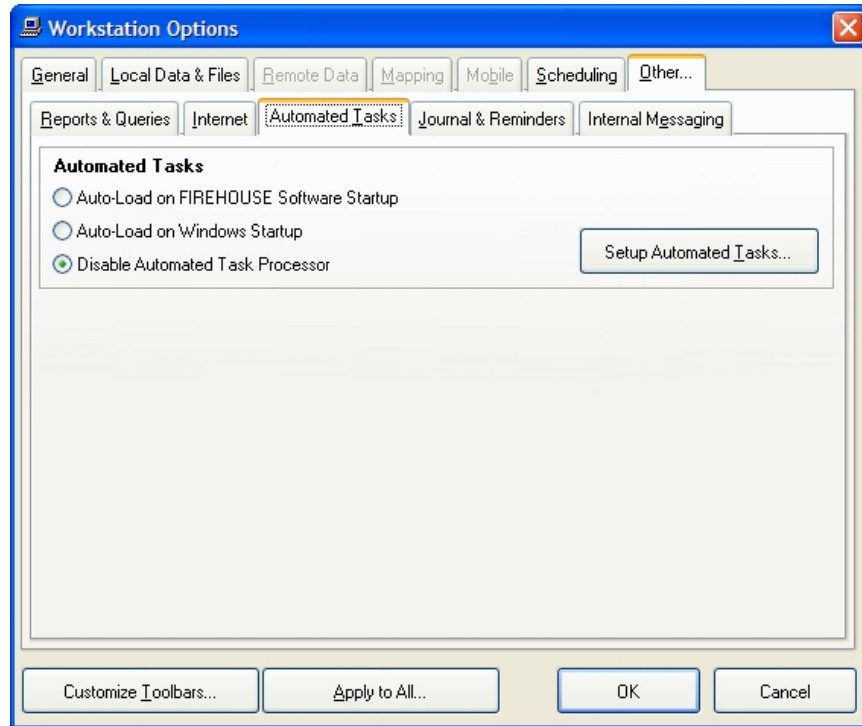 Workstation Options
General Local Data & Files Remote Data Mapping Mobile Scheduling Other...
Reports & Queries Internet Automated Tasks Journal & Reminders Internal Messaging
Automated Tasks
Auto-Load on FIREHOUSE Software Startup
Auto-Load on Windows Startup
Disable Automated Task Processor
Setup Automated Tasks...
Customize Toolbars... Apply to All... OK Cancel